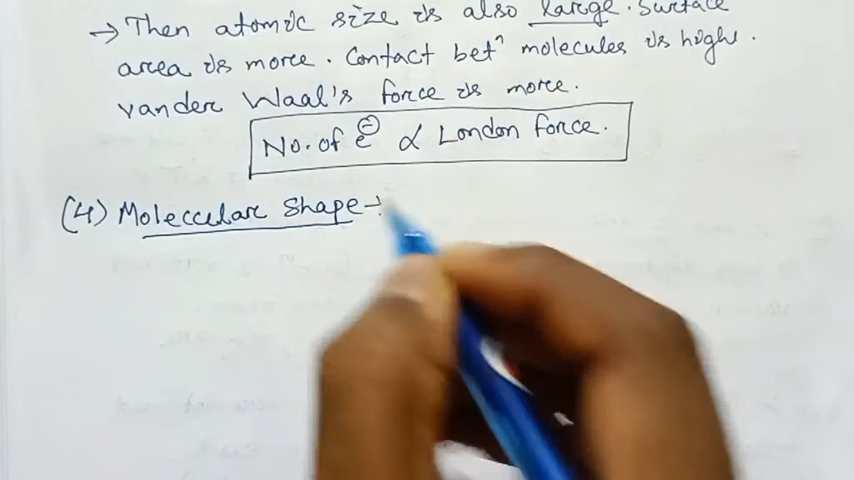 → Then atomic size is also large. Surface
area is more. Contact betⁿ molecules is high.
vander Waal's force is more.
No. of e⊖ ∝ London force.
(4) Moleccular shape →